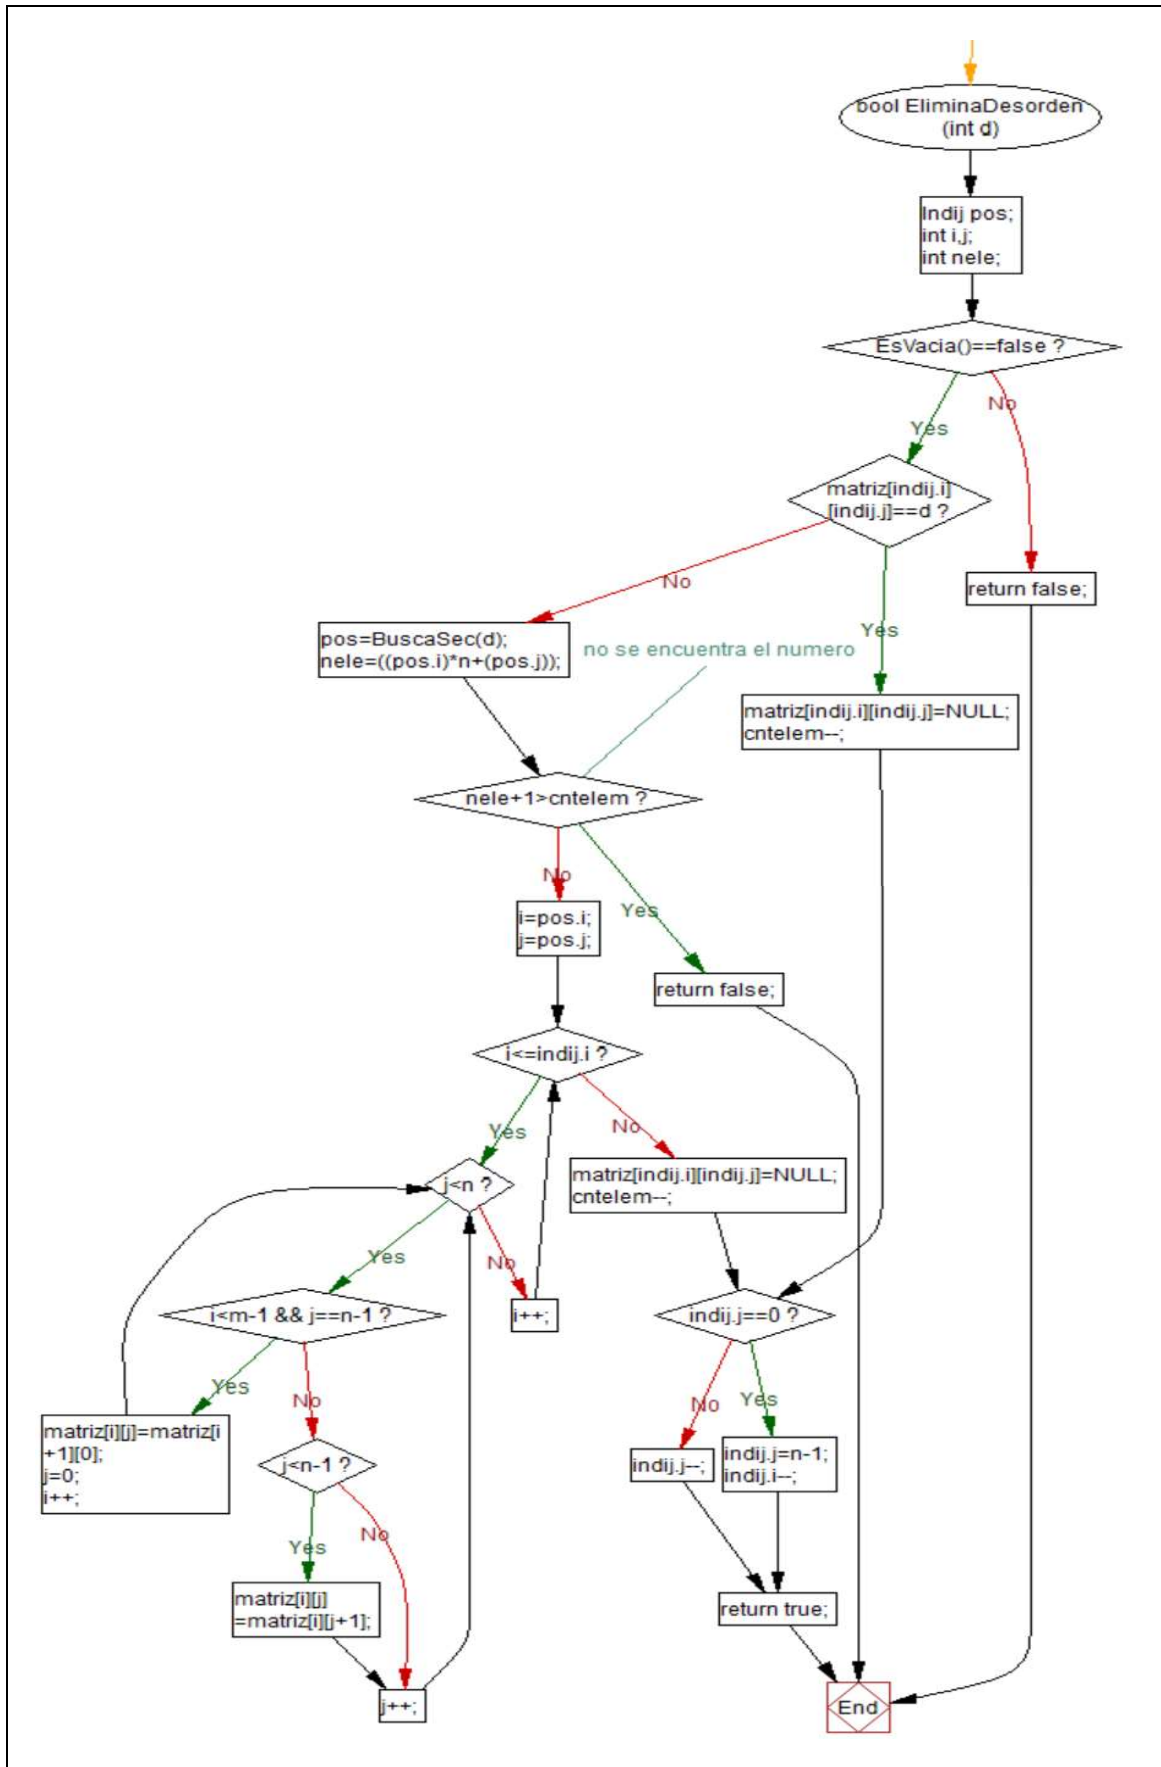 bool EliminaDesorden
(int d)
Indij pos;
int i,j;
int nele;
EsVacia()==false ?
No
Yes
matriz[indij.i]
[indij.j]==d ?
No
return false;
Yes
pos=BuscaSec(d);
nele=((pos.i)*n+(pos.j));
no se encuentra el numero
matriz[indij.i][indij.j]=NULL;
cntelem--;
nele+1>cntelem ?
No
Yes
i=pos.i;
j=pos.j;
return false;
i<=indij.i ?
Yes
No
j<n ?
matriz[indij.i][indij.j]=NULL;
cntelem--;
Yes
No
i<m-1 && j==n-1 ?
i++;
indij.j==0 ?
Yes
No
No
Yes
matriz[i][j]=matriz[i
+1][0];
j=0;
i++;
j<n-1 ?
indij.j--;
indij.j=n-1;
indij.i--;
Yes
No
matriz[i][j]
=matriz[i][j+1];
return true;
j++;
End